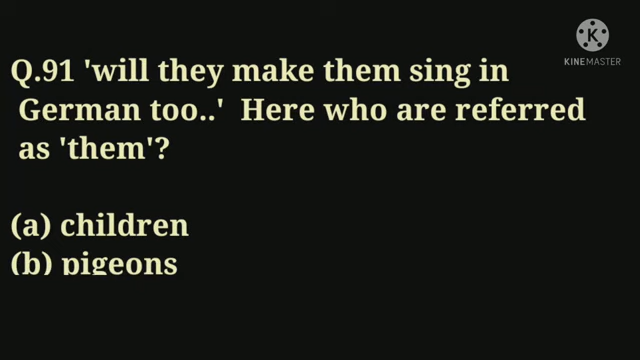 K
KINEMASTER
Q.91 'will they make them sing in
German too..' Here who are referred
as 'them'?
(a) children
(b) pigeons